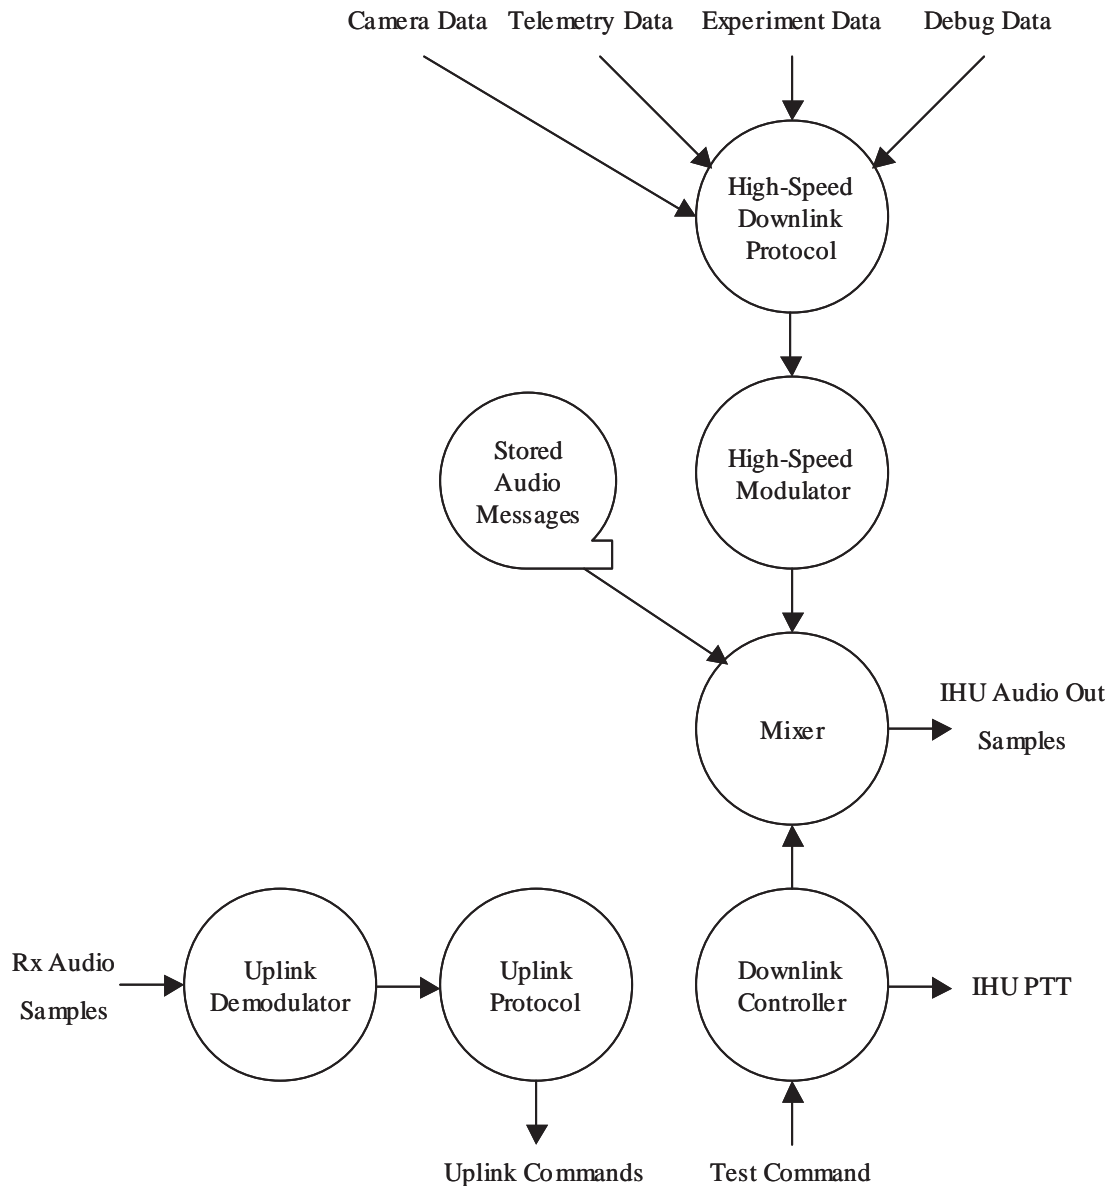 Camera Data
Telemetry Data
Experiment Data
Debug Data
High-Speed
Downlink
Protocol
Stored
Audio
Messages
High-Speed
Modulator
Mixer
IHU Audio Out
Samples
Rx Audio
Samples
Uplink
Demodulator
Uplink
Protocol
Downlink
Controller
IHU PTT
Uplink Commands
Test Command